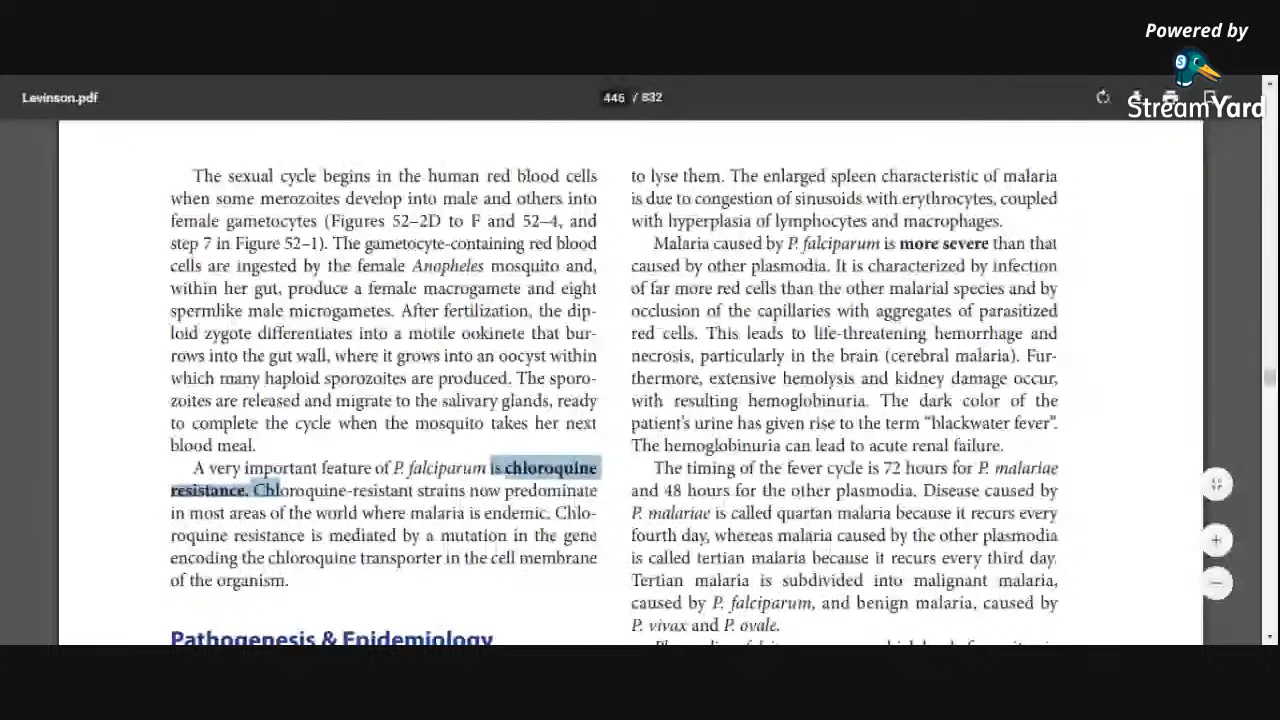 Powered by
StreamYard
Levinson.pdf
446 / 832
The sexual cycle begins in the human red blood cells
when some merozoites develop into male and others into
female gametocytes (Figures 52–2D to F and 52–4, and
step 7 in Figure 52–1). The gametocyte-containing red blood
cells are ingested by the female Anopheles mosquito and,
within her gut, produce a female macrogamete and eight
spermlike male microgametes. After fertilization, the dip-
loid zygote differentiates into a motile ookinete that bur-
rows into the gut wall, where it grows into an oocyst within
which many haploid sporozoites are produced. The sporo-
zoites are released and migrate to the salivary glands, ready
to complete the cycle when the mosquito takes her next
blood meal.
A very important feature of P. falciparum is chloroquine
resistance. Chloroquine-resistant strains now predominate
in most areas of the world where malaria is endemic. Chlo-
roquine resistance is mediated by a mutation in the gene
encoding the chloroquine transporter in the cell membrane
of the organism.
Pathogenesis & Epidemiology
to lyse them. The enlarged spleen characteristic of malaria
is due to congestion of sinusoids with erythrocytes, coupled
with hyperplasia of lymphocytes and macrophages.
Malaria caused by P. falciparum is more severe than that
caused by other plasmodia. It is characterized by infection
of far more red cells than the other malarial species and by
occlusion of the capillaries with aggregates of parasitized
red cells. This leads to life-threatening hemorrhage and
necrosis, particularly in the brain (cerebral malaria). Fur-
thermore, extensive hemolysis and kidney damage occur,
with resulting hemoglobinuria. The dark color of the
patient's urine has given rise to the term “blackwater fever”.
The hemoglobinuria can lead to acute renal failure.
The timing of the fever cycle is 72 hours for P. malariae
and 48 hours for the other plasmodia. Disease caused by
P. malariae is called quartan malaria because it recurs every
fourth day, whereas malaria caused by the other plasmodia
is called tertian malaria because it recurs every third day.
Tertian malaria is subdivided into malignant malaria,
caused by P. falciparum, and benign malaria, caused by
P. vivax and P. ovale.